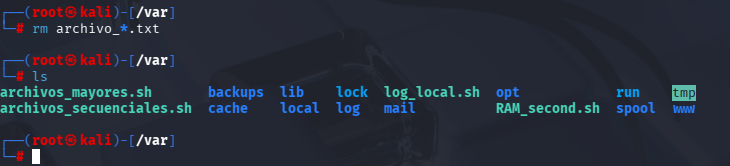 ┌──(root㉿kali)-[/var]
└─# rm archivo_*.txt
┌──(root㉿kali)-[/var]
└─# ls
archivos_mayores.sh backups lib lock log_local.sh opt run tmp
archivos_secuenciales.sh cache local log mail RAM_second.sh spool www
┌──(root㉿kali)-[/var]
└─#